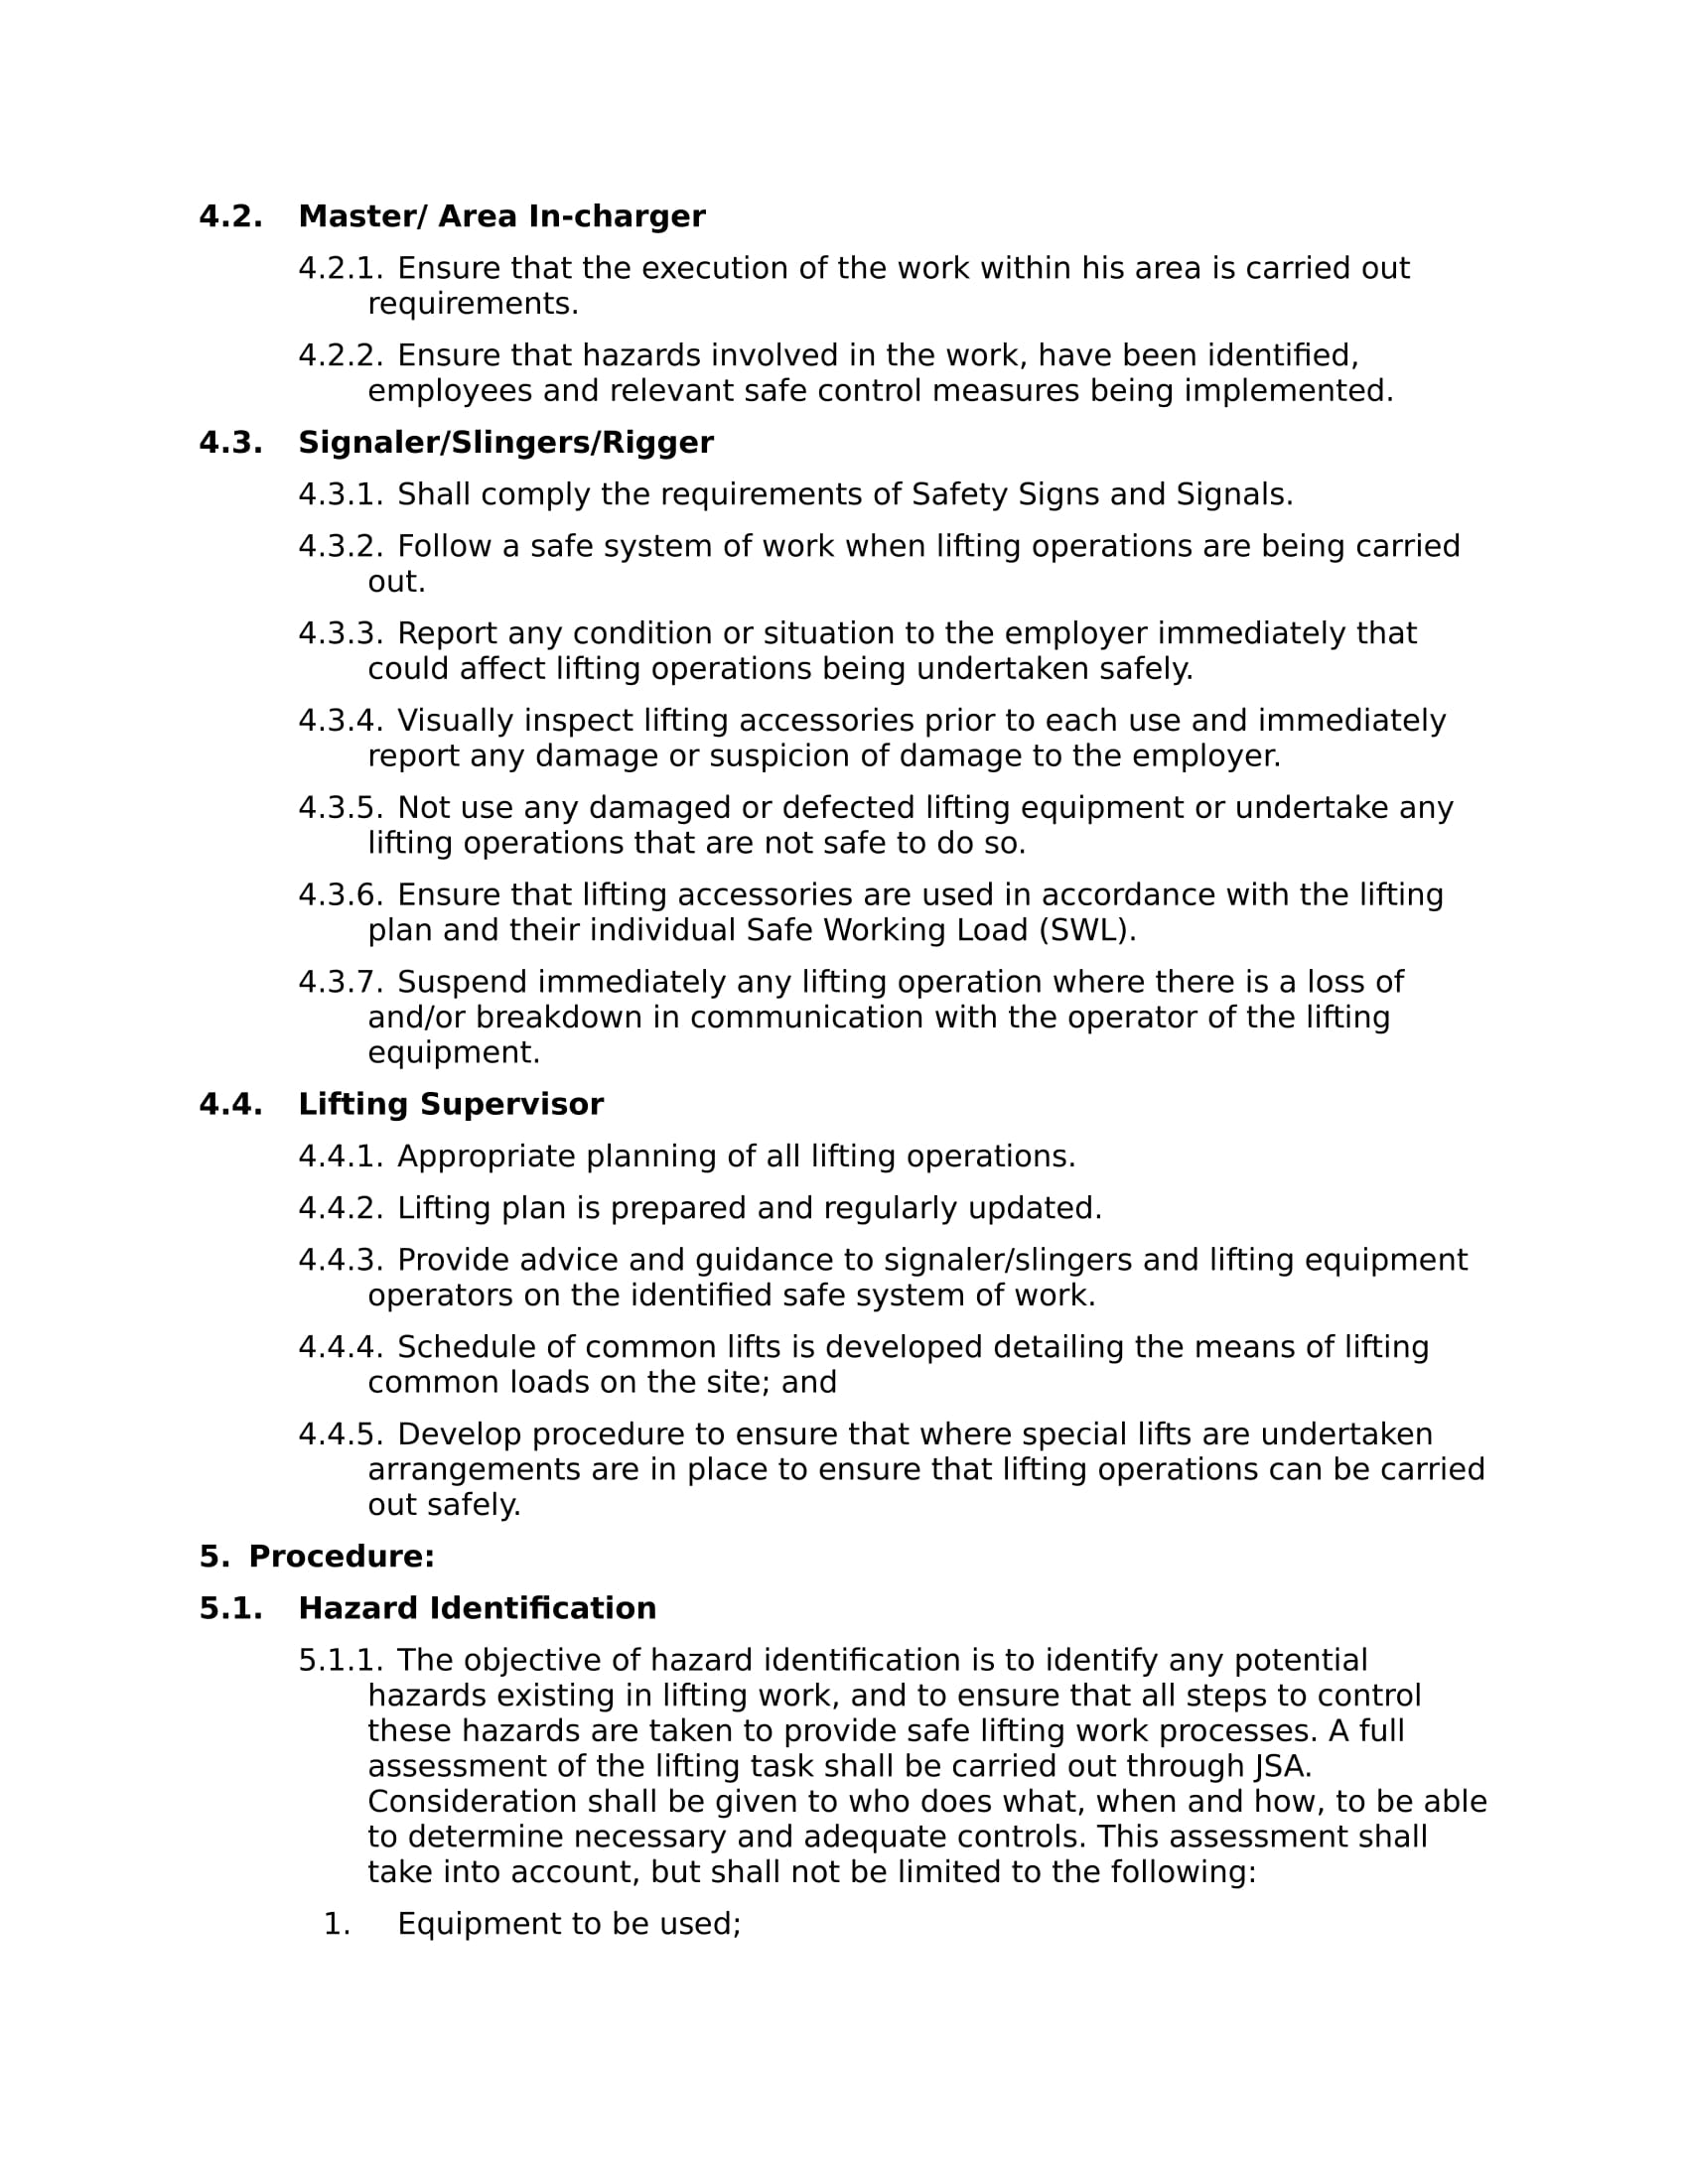 4.2. Master/ Area In-charger
4.2.1. Ensure that the execution of the work within his area is carried out
requirements.
4.2.2. Ensure that hazards involved in the work, have been identified,
employees and relevant safe control measures being implemented.
4.3. Signaler/Slingers/Rigger
4.3.1. Shall comply the requirements of Safety Signs and Signals.
4.3.2. Follow a safe system of work when lifting operations are being carried
out.
4.3.3. Report any condition or situation to the employer immediately that
could affect lifting operations being undertaken safely.
4.3.4. Visually inspect lifting accessories prior to each use and immediately
report any damage or suspicion of damage to the employer.
4.3.5. Not use any damaged or defected lifting equipment or undertake any
lifting operations that are not safe to do so.
4.3.6. Ensure that lifting accessories are used in accordance with the lifting
plan and their individual Safe Working Load (SWL).
4.3.7. Suspend immediately any lifting operation where there is a loss of
and/or breakdown in communication with the operator of the lifting
equipment.
4.4. Lifting Supervisor
4.4.1. Appropriate planning of all lifting operations.
4.4.2. Lifting plan is prepared and regularly updated.
4.4.3. Provide advice and guidance to signaler/slingers and lifting equipment
operators on the identified safe system of work.
4.4.4. Schedule of common lifts is developed detailing the means of lifting
common loads on the site; and
4.4.5. Develop procedure to ensure that where special lifts are undertaken
arrangements are in place to ensure that lifting operations can be carried
out safely.
5. Procedure:
5.1. Hazard Identification
5.1.1. The objective of hazard identification is to identify any potential
hazards existing in lifting work, and to ensure that all steps to control
these hazards are taken to provide safe lifting work processes. A full
assessment of the lifting task shall be carried out through JSA.
Consideration shall be given to who does what, when and how, to be able
to determine necessary and adequate controls. This assessment shall
take into account, but shall not be limited to the following:
1. Equipment to be used;